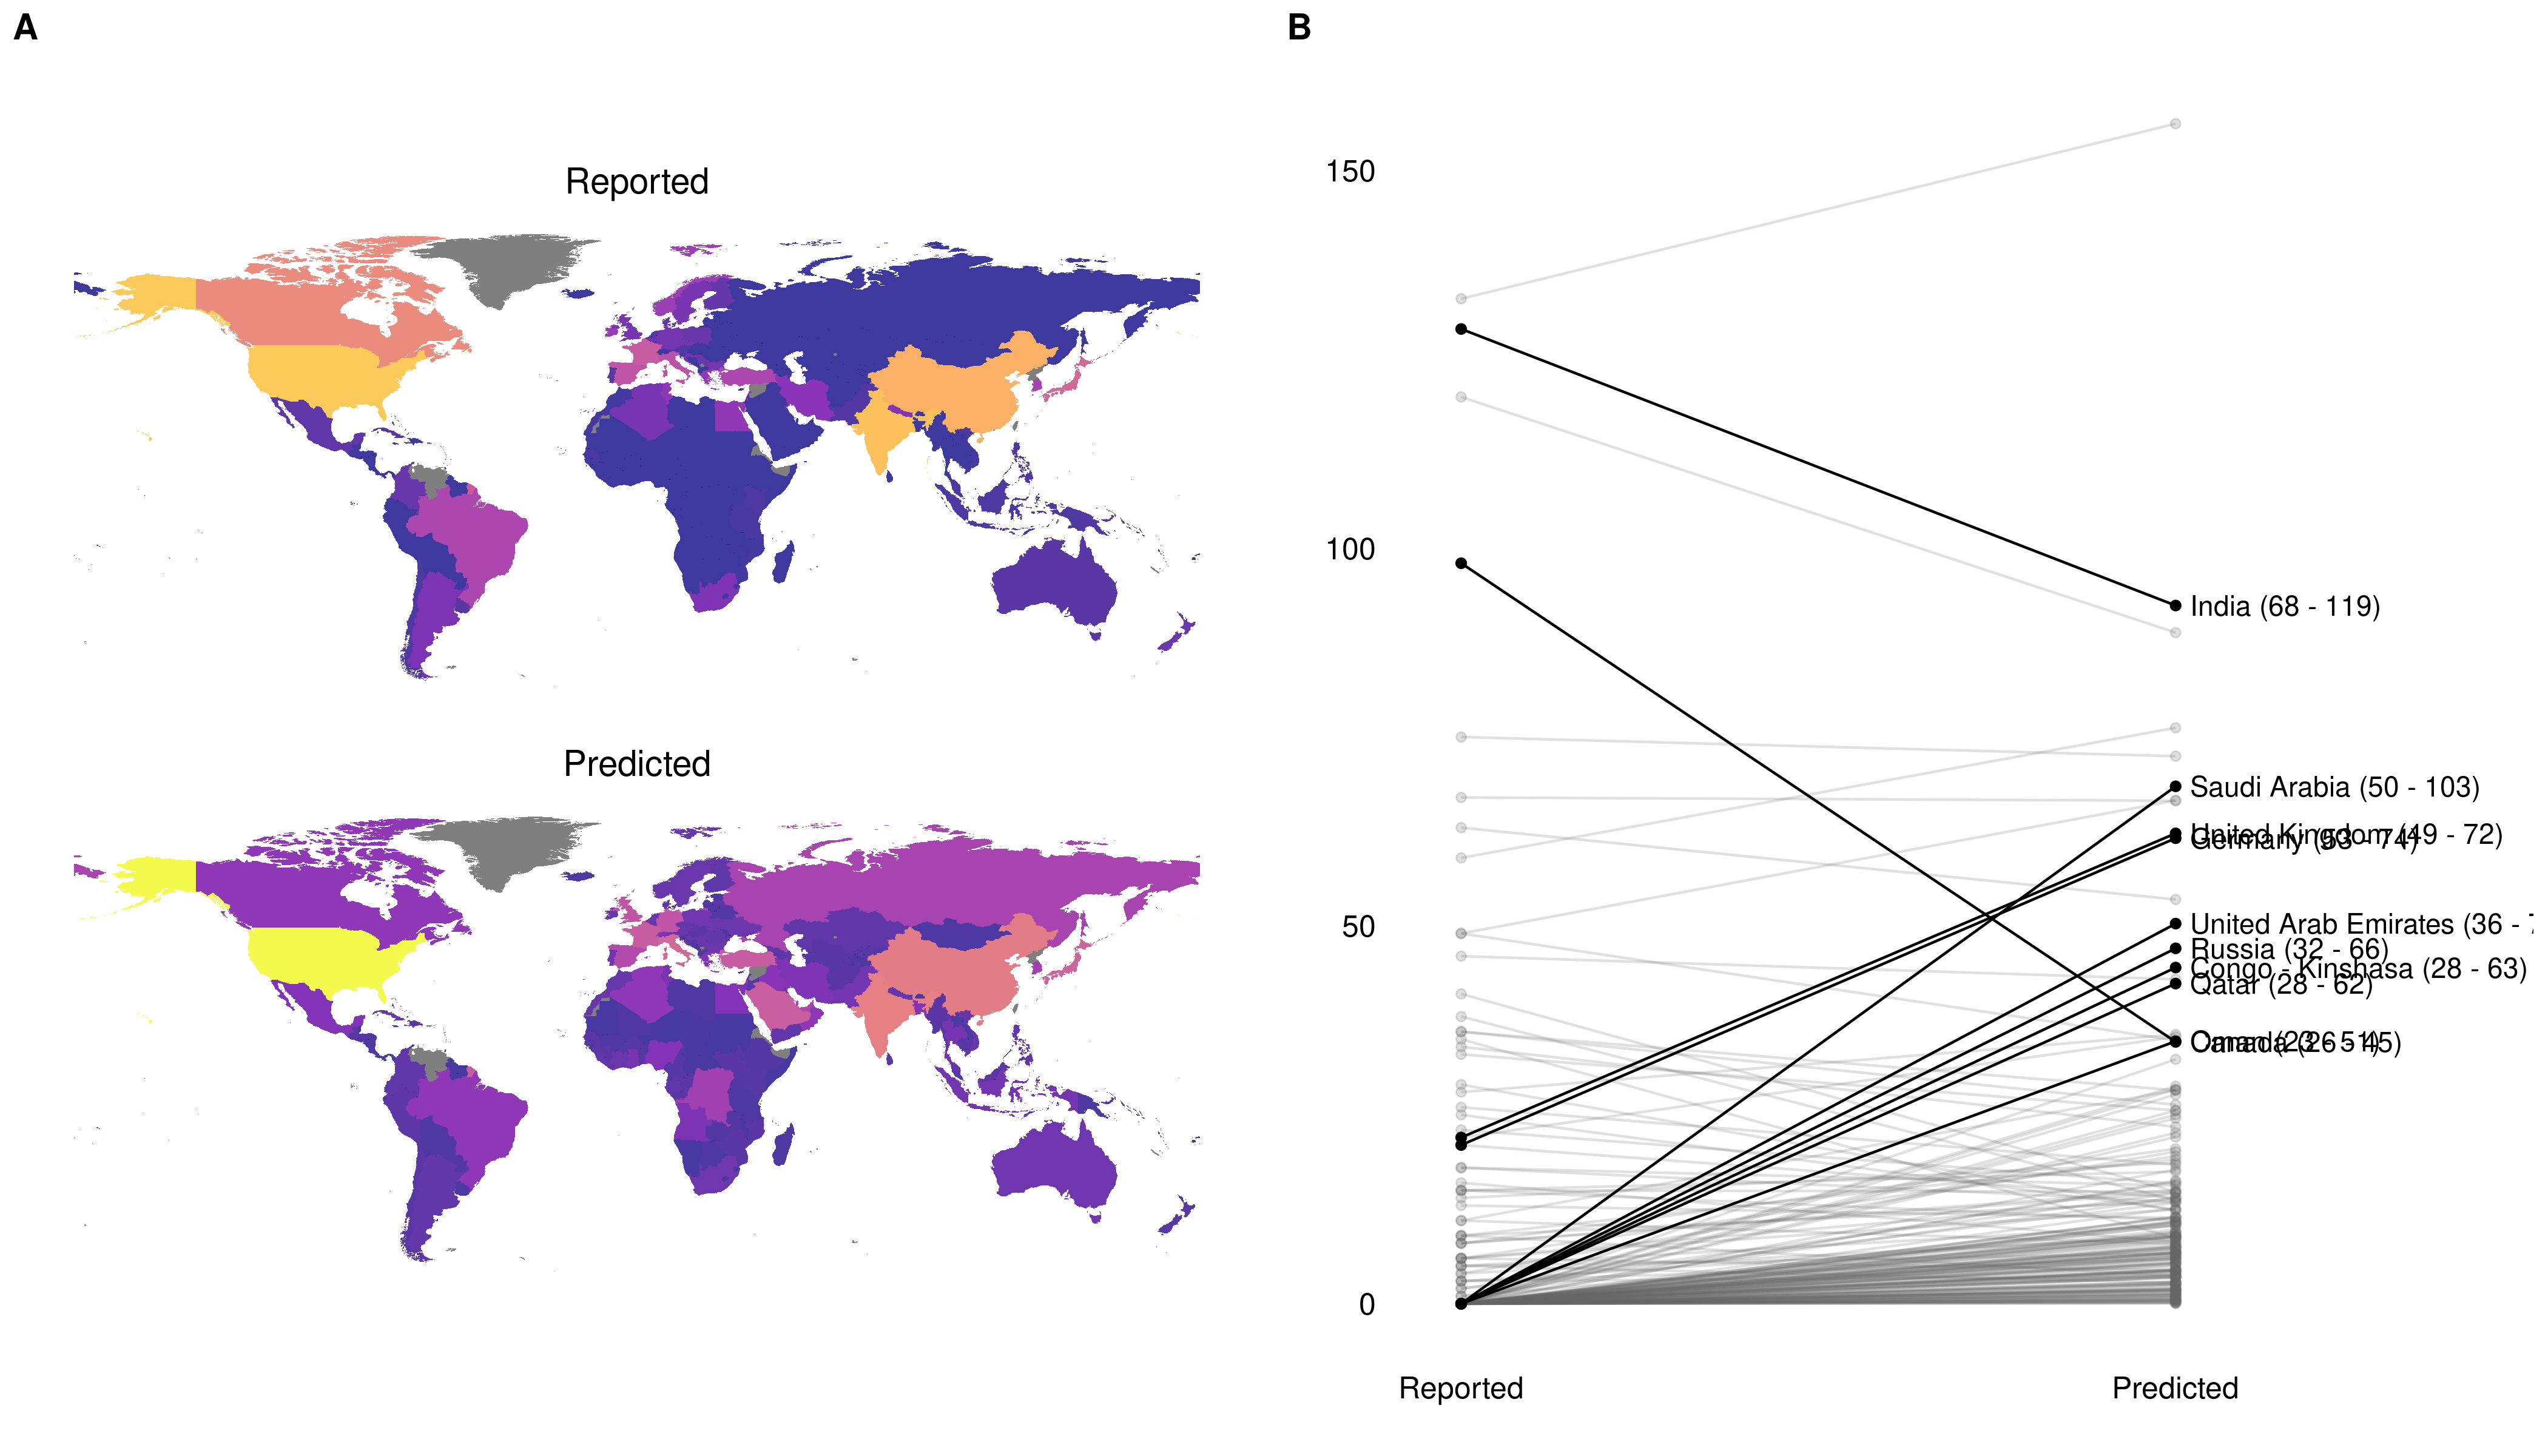 A
B
Reported
Predicted
150
100
50
0
India (68 - 119)
Saudi Arabia (50 - 103)
United Kingdom (49 - 72)
Germany (53 - 74)
United Arab Emirates (36 - 
Russia (32 - 66)
Congo - Kinshasa (28 - 63)
Qatar (28 - 62)
Oman (23 - 51)
Canada (26 - 45)
Reported
Predicted